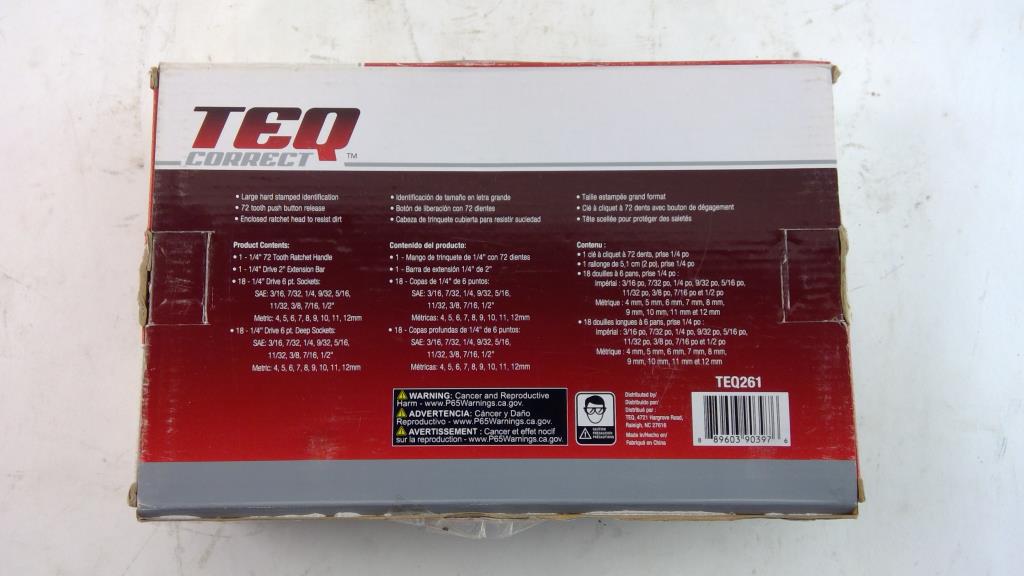 TEQ
CORRECT™
• Large hard stamped identification
• 72 tooth push button release
• Enclosed ratchet head to resist dirt
Product Contents:
• 1 - 1/4" 72 Tooth Ratchet Handle
• 1 - 1/4" Drive 2" Extension Bar
• 18 - 1/4" Drive 6 pt. Sockets:
SAE: 3/16, 7/32, 1/4, 9/32, 5/16,
11/32, 3/8, 7/16, 1/2"
Metric: 4, 5, 6, 7, 8, 9, 10, 11, 12mm
• 18 - 1/4" Drive 6 pt. Deep Sockets:
SAE: 3/16, 7/32, 1/4, 9/32, 5/16,
11/32, 3/8, 7/16, 1/2"
Metric: 4, 5, 6, 7, 8, 9, 10, 11, 12mm
• Identificación de tamaño en letra grande
• Botón de liberación con 72 dientes
• Cabeza de trinquete cubierta para resistir suciedad
Contenido del producto:
• 1 - Mango de trinquete de 1/4" con 72 dientes
• 1 - Barra de extensión 1/4" de 2"
• 18 - Copas de 1/4" de 6 puntos:
SAE: 3/16, 7/32, 1/4, 9/32, 5/16,
11/32, 3/8, 7/16, 1/2"
Métricas: 4, 5, 6, 7, 8, 9, 10, 11, 12mm
• 18 - Copas profundas de 1/4" de 6 puntos:
SAE: 3/16, 7/32, 1/4, 9/32, 5/16,
11/32, 3/8, 7/16, 1/2"
Métricas: 4, 5, 6, 7, 8, 9, 10, 11, 12mm
• Taille estampée grand format
• Clé à cliquet à 72 dents avec bouton de dégagement
• Tête scellée pour protéger des saletés
Contenu :
• 1 clé à cliquet à 72 dents, prise 1/4 po
• 1 rallonge de 5,1 cm (2 po), prise 1/4 po
• 18 douilles à 6 pans, prise 1/4 po :
Impérial : 3/16 po, 7/32 po, 1/4 po, 9/32 po, 5/16 po,
11/32 po, 3/8 po, 7/16 po et 1/2 po
Métrique : 4 mm, 5 mm, 6 mm, 7 mm, 8 mm,
9 mm, 10 mm, 11 mm et 12 mm
• 18 douilles longues à 6 pans, prise 1/4 po :
Impérial : 3/16 po, 7/32 po, 1/4 po, 9/32 po, 5/16 po,
11/32 po, 3/8 po, 7/16 po et 1/2 po
Métrique : 4 mm, 5 mm, 6 mm, 7 mm, 8 mm,
9 mm, 10 mm, 11 mm et 12 mm
WARNING: Cancer and Reproductive
Harm - www.P65Warnings.ca.gov.
ADVERTENCIA: Cáncer y Daño
Reproductivo - www.P65Warnings.ca.gov.
AVERTISSEMENT : Cancer et effet nocif
sur la reproduction - www.P65Warnings.ca.gov.
CAUTION
PRECAUCION
PRÉCAUTIONS
Distributed by/
Distribuido por/
Distribué par :
TEQ, 4721 Hargrove Road,
Raleigh, NC 27616
Made in/Hecho en/
Fabriqué en China
TEQ261
8 89603 90397 6